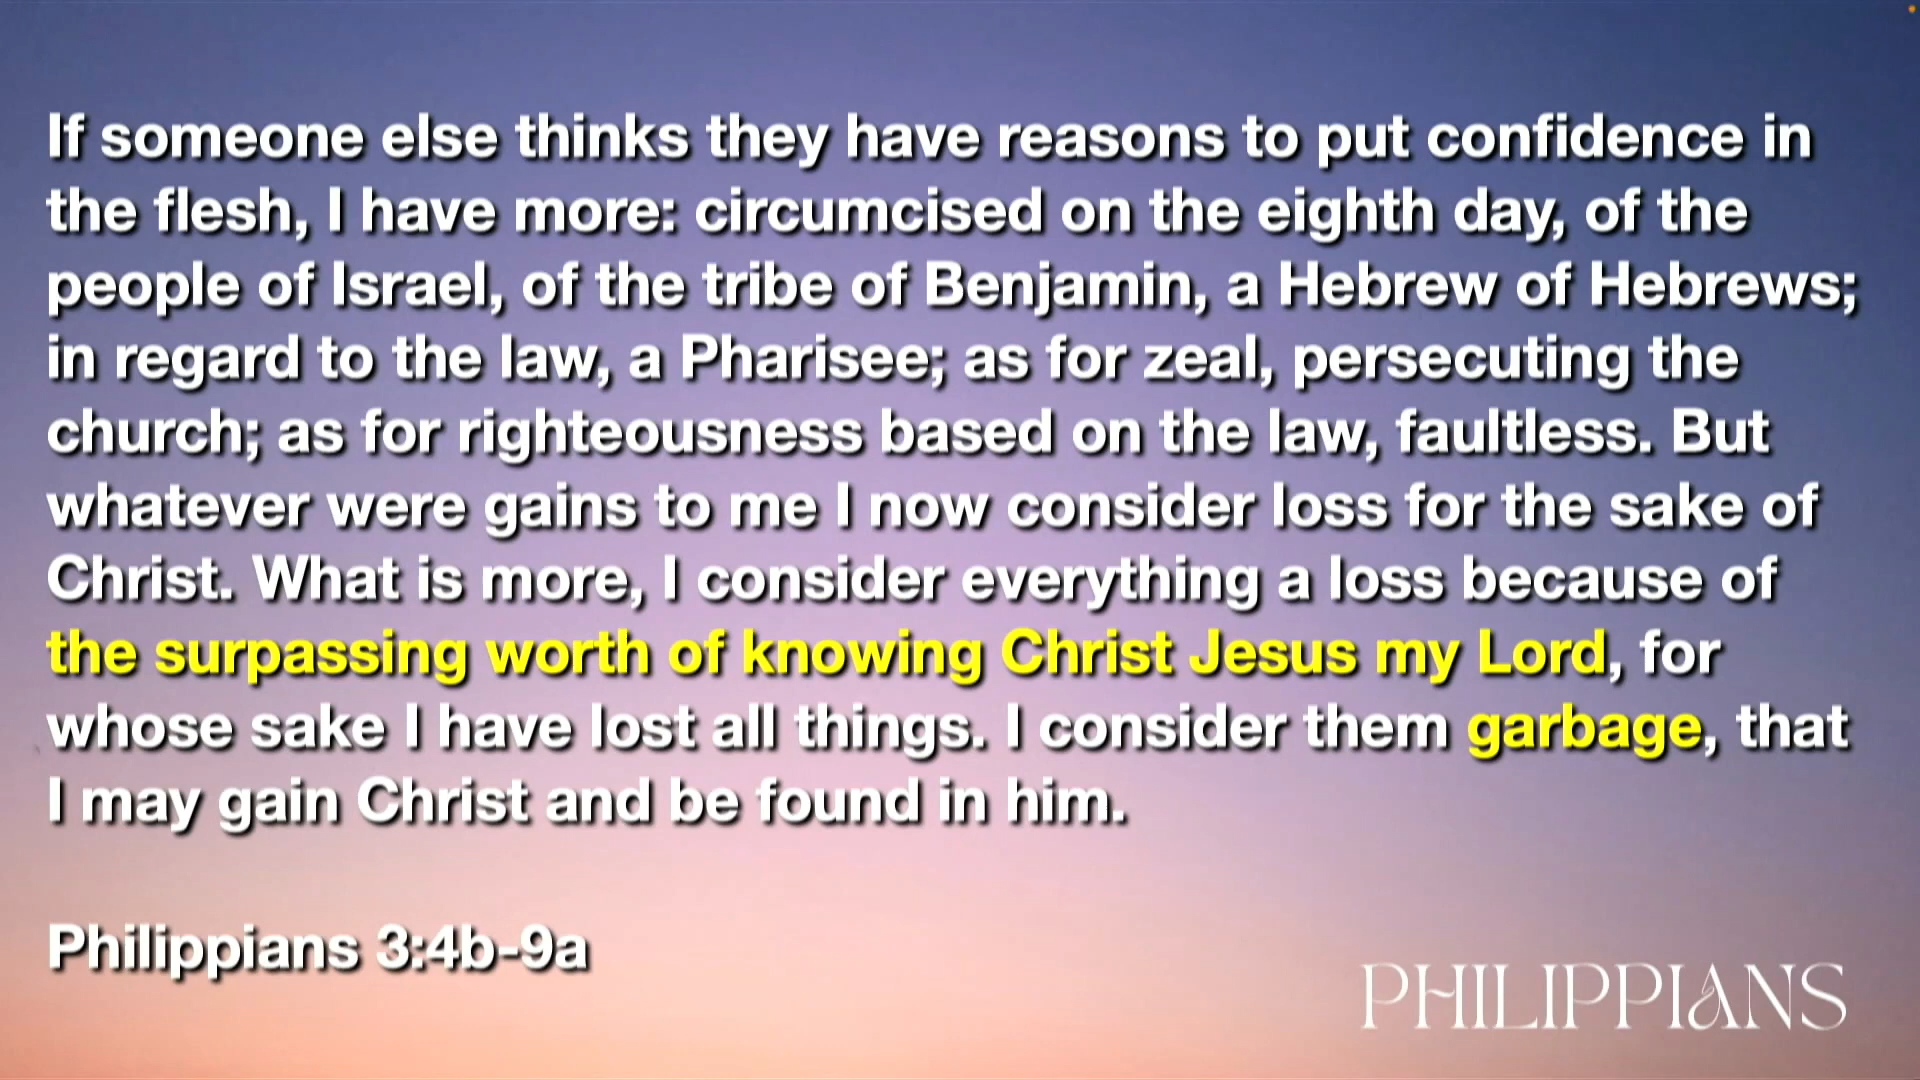 If someone else thinks they have reasons to put confidence in
the flesh, I have more: circumcised on the eighth day, of the
people of Israel, of the tribe of Benjamin, a Hebrew of Hebrews;
in regard to the law, a Pharisee; as for zeal, persecuting the
church; as for righteousness based on the law, faultless. But
whatever were gains to me I now consider loss for the sake of
Christ. What is more, I consider everything a loss because of
the surpassing worth of knowing Christ Jesus my Lord, for
whose sake I have lost all things. I consider them garbage, that
I may gain Christ and be found in him.
Philippians 3:4b-9a
PHILIPPIANS